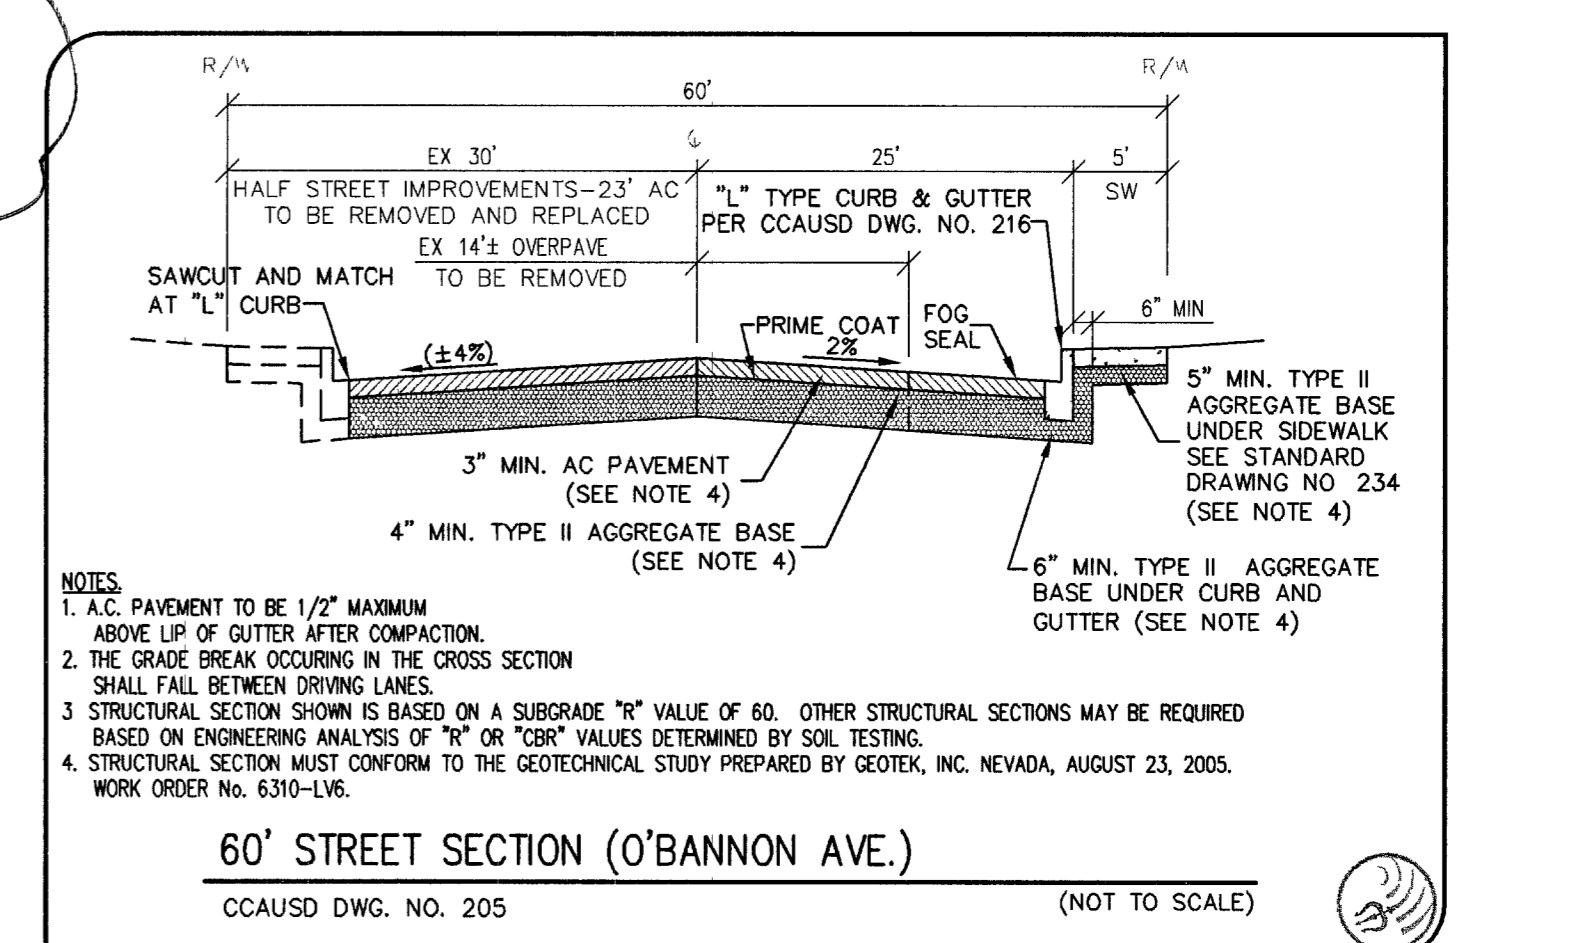 R/W
R/W
60'
EX 30'
25'
5'
HALF STREET IMPROVEMENTS-23' AC
TO BE REMOVED AND REPLACED
"L" TYPE CURB & GUTTER
PER CCAUSD DWG. NO. 216
SW
EX 14'± OVERPAVE
TO BE REMOVED
SAWCUT AND MATCH
AT "L" CURB
6" MIN
PRIME COAT
FOG
SEAL
(±4%)
2%
5" MIN. TYPE II
AGGREGATE BASE
UNDER SIDEWALK
SEE STANDARD
DRAWING NO 234
(SEE NOTE 4)
3" MIN. AC PAVEMENT
(SEE NOTE 4)
4" MIN. TYPE II AGGREGATE BASE
(SEE NOTE 4)
6" MIN. TYPE II AGGREGATE
BASE UNDER CURB AND
GUTTER (SEE NOTE 4)
NOTES.
1. A.C. PAVEMENT TO BE 1/2" MAXIMUM
ABOVE LIP OF GUTTER AFTER COMPACTION.
2. THE GRADE BREAK OCCURING IN THE CROSS SECTION
SHALL FALL BETWEEN DRIVING LANES.
3 STRUCTURAL SECTION SHOWN IS BASED ON A SUBGRADE "R" VALUE OF 60. OTHER STRUCTURAL SECTIONS MAY BE REQUIRED
BASED ON ENGINEERING ANALYSIS OF "R" OR "CBR" VALUES DETERMINED BY SOIL TESTING.
4. STRUCTURAL SECTION MUST CONFORM TO THE GEOTECHNICAL STUDY PREPARED BY GEOTEK, INC. NEVADA, AUGUST 23, 2005.
WORK ORDER No. 6310-LV6.
60' STREET SECTION (O'BANNON AVE.)
CCAUSD DWG. NO. 205
(NOT TO SCALE)